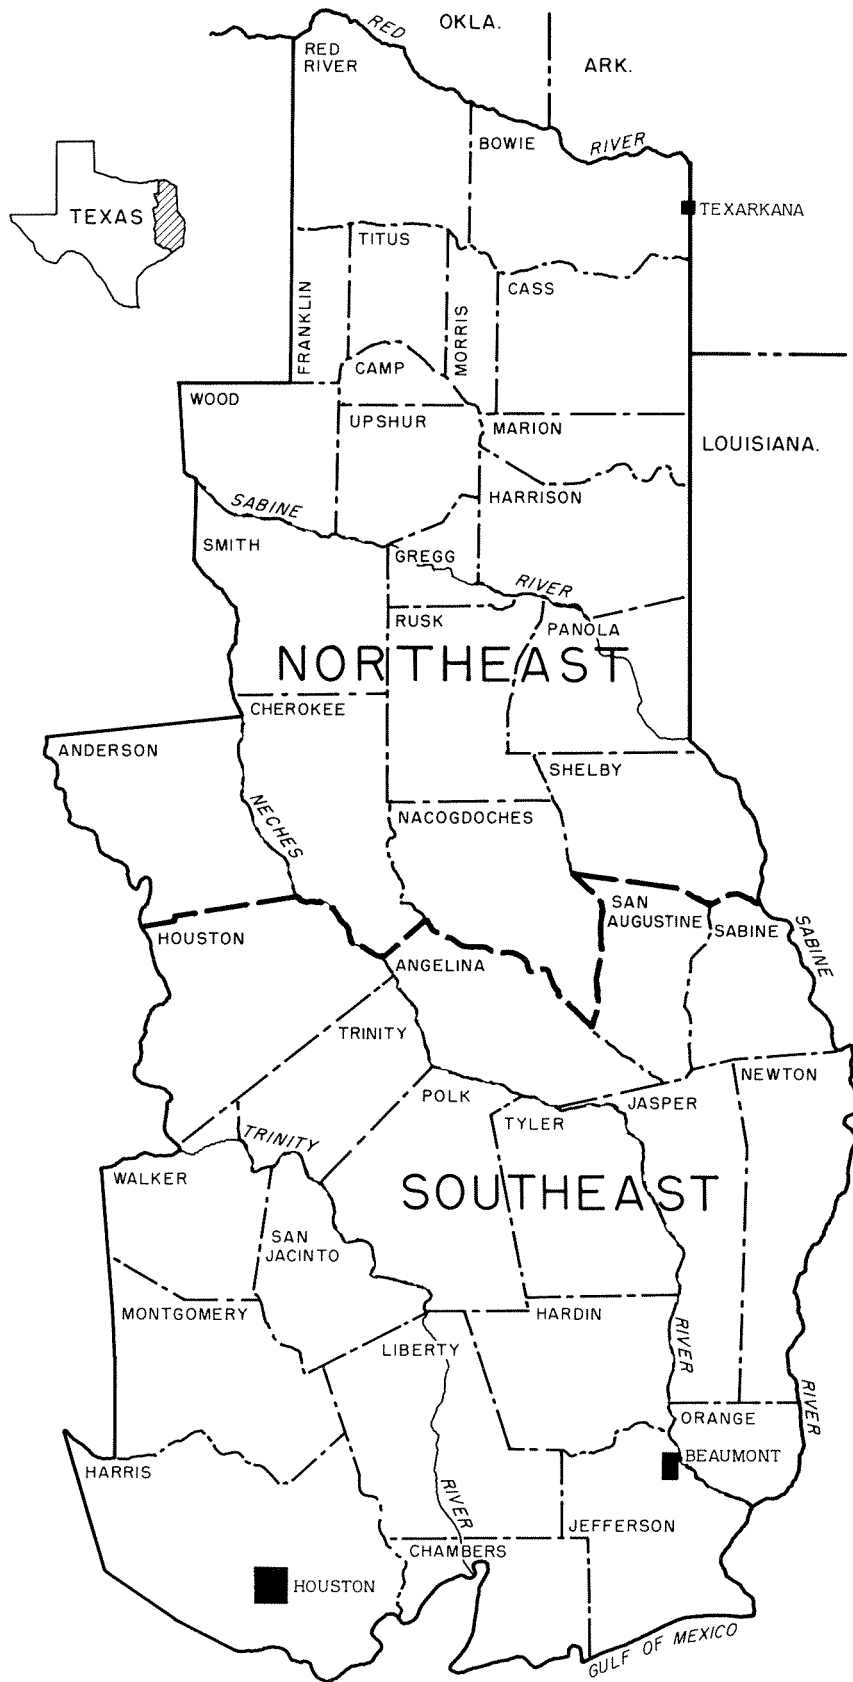 OKLA.
RED
RED
RIVER
ARK.
BOWIE
RIVER
TEXAS
TEXARKANA
TITUS
CASS
FRANKLIN
MORRIS
CAMP
WOOD
UPSHUR
MARION
LOUISIANA.
SABINE
HARRISON
SMITH
GREGG
RIVER
RUSK
PANOLA
NORTHEAST
CHEROKEE
ANDERSON
SHELBY
NECHES
NACOGDOCHES
SAN
AUGUSTINE
HOUSTON
SABINE
SABINE
ANGELINA
TRINITY
NEWTON
POLK
JASPER
TYLER
TRINITY
WALKER
SOUTHEAST
SAN
JACINTO
MONTGOMERY
HARDIN
LIBERTY
RIVER
RIVER
ORANGE
BEAUMONT
HARRIS
RIVER
JEFFERSON
CHAMBERS
HOUSTON
GULF OF MEXICO